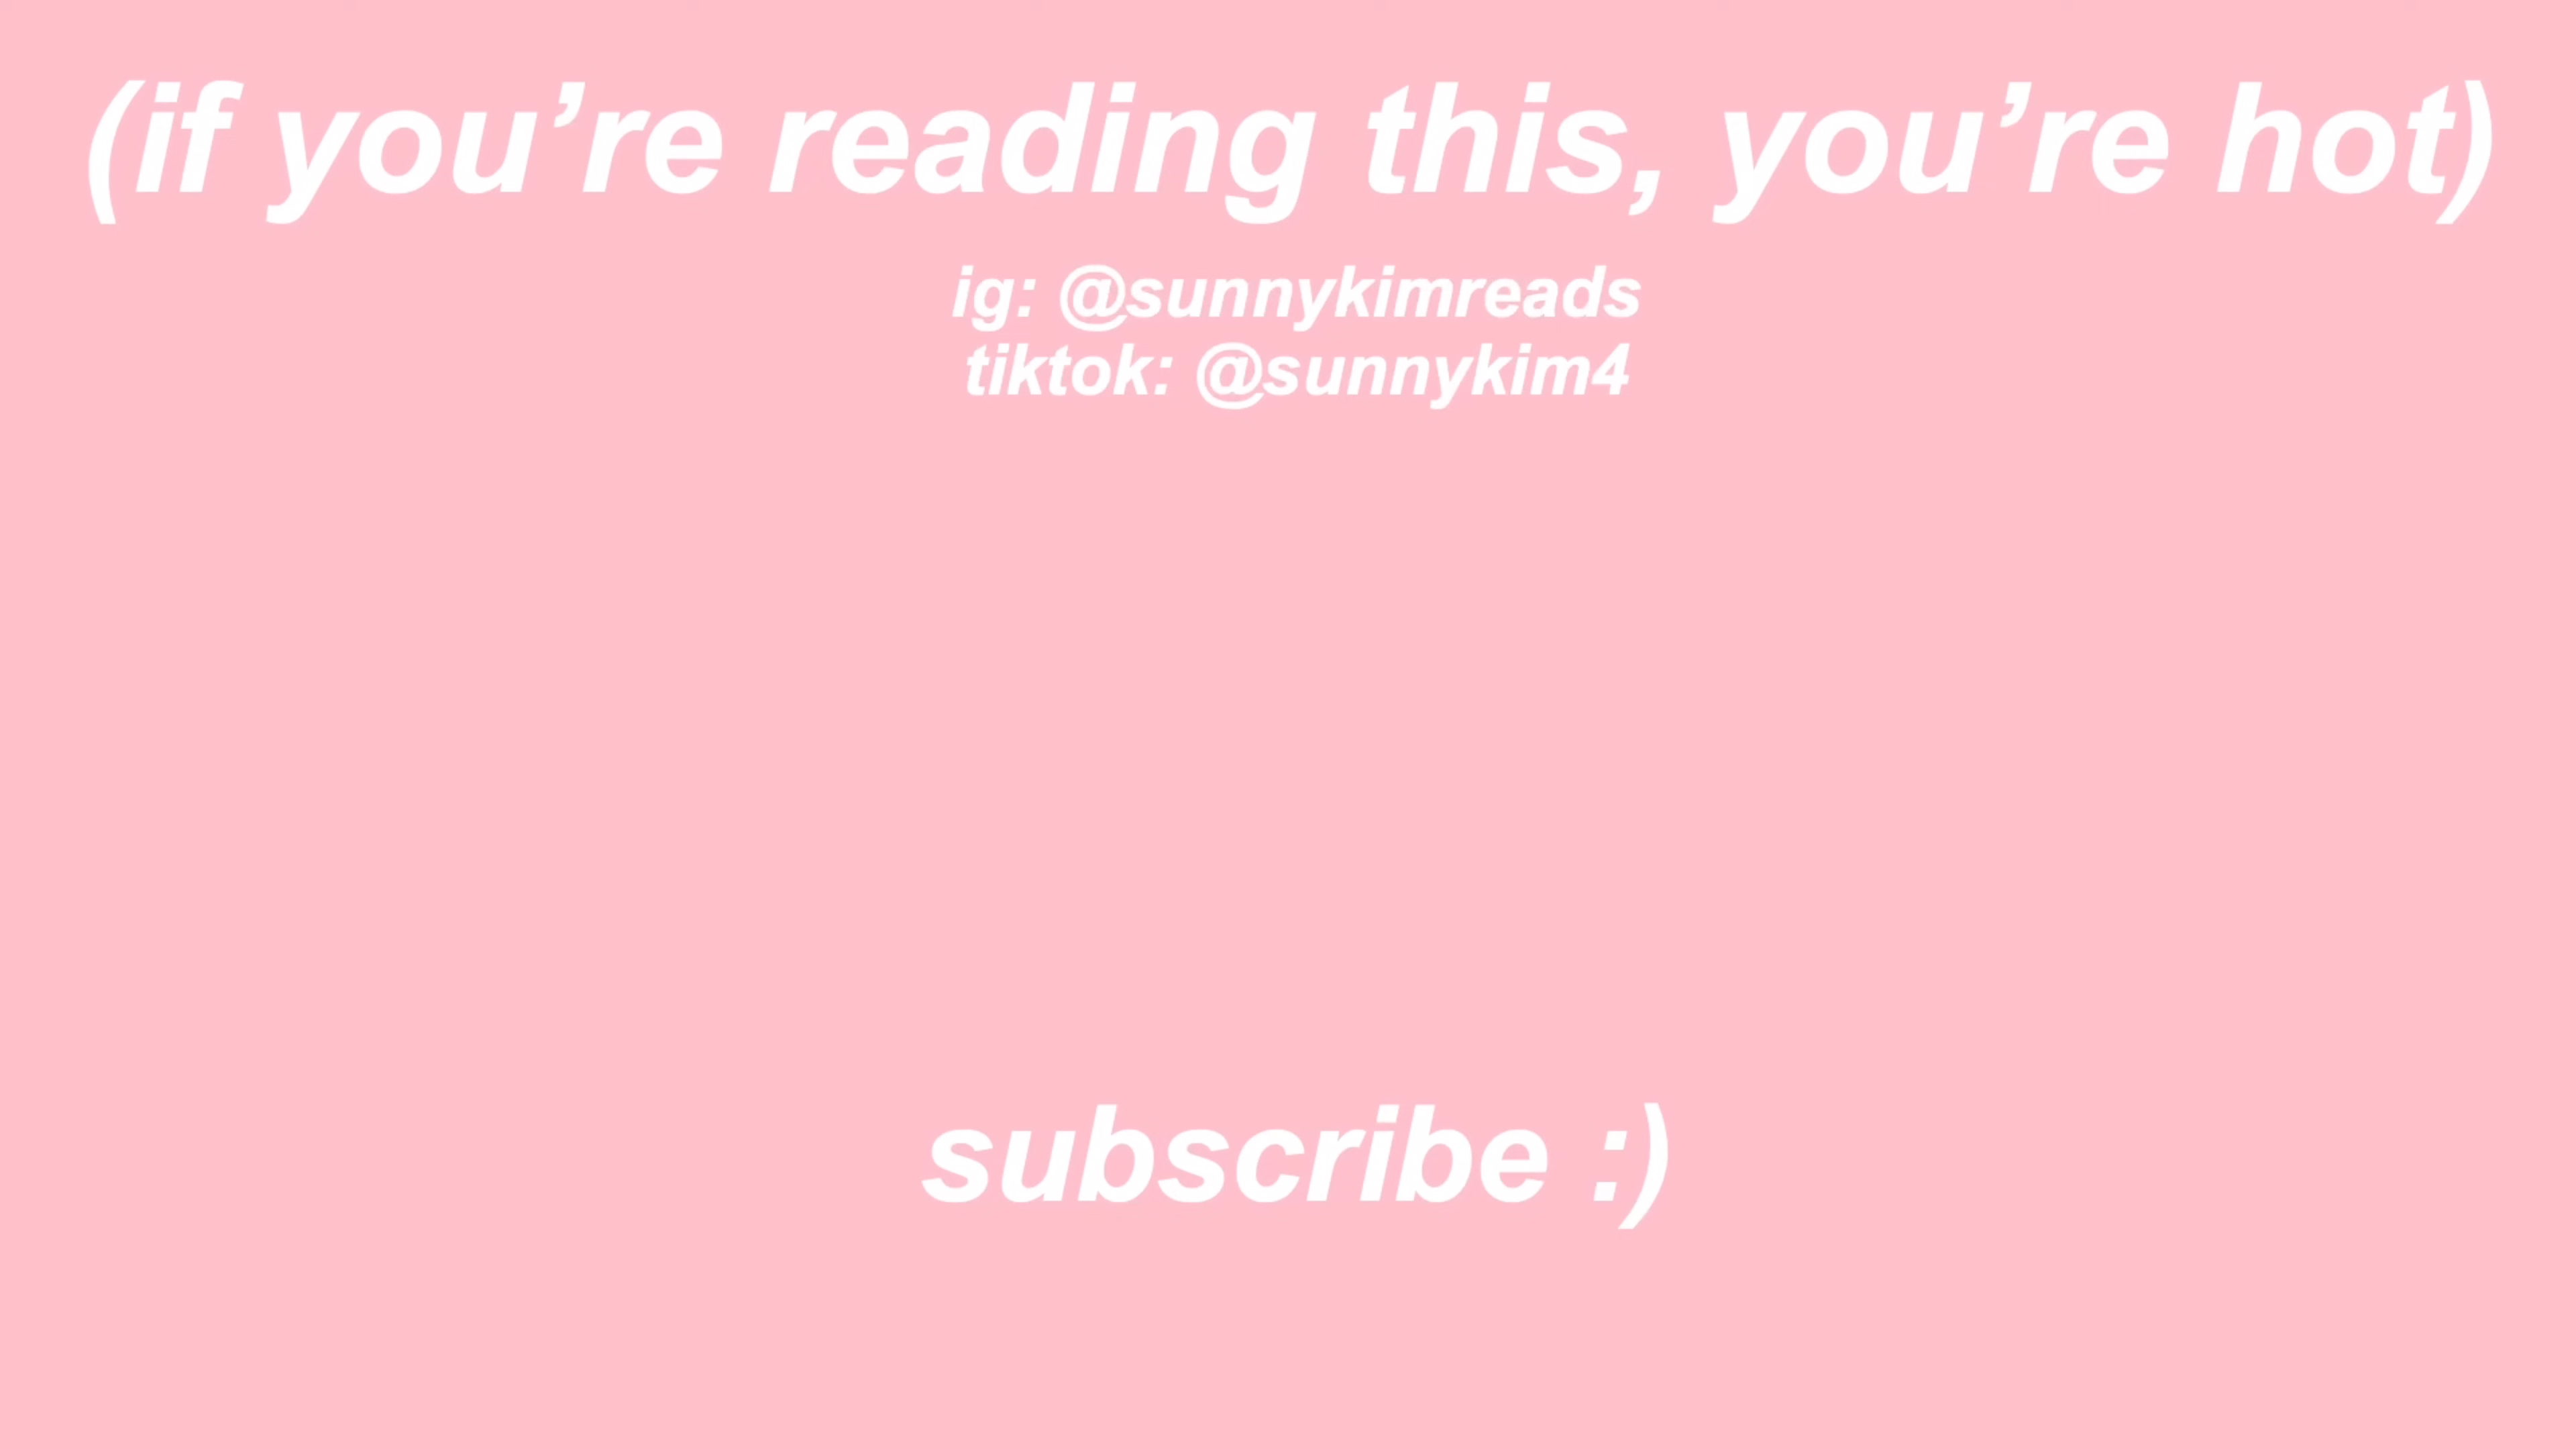 (if you’re reading this, you’re hot)
ig: @sunnykimreads
tiktok: @sunnykim4
subscribe :)